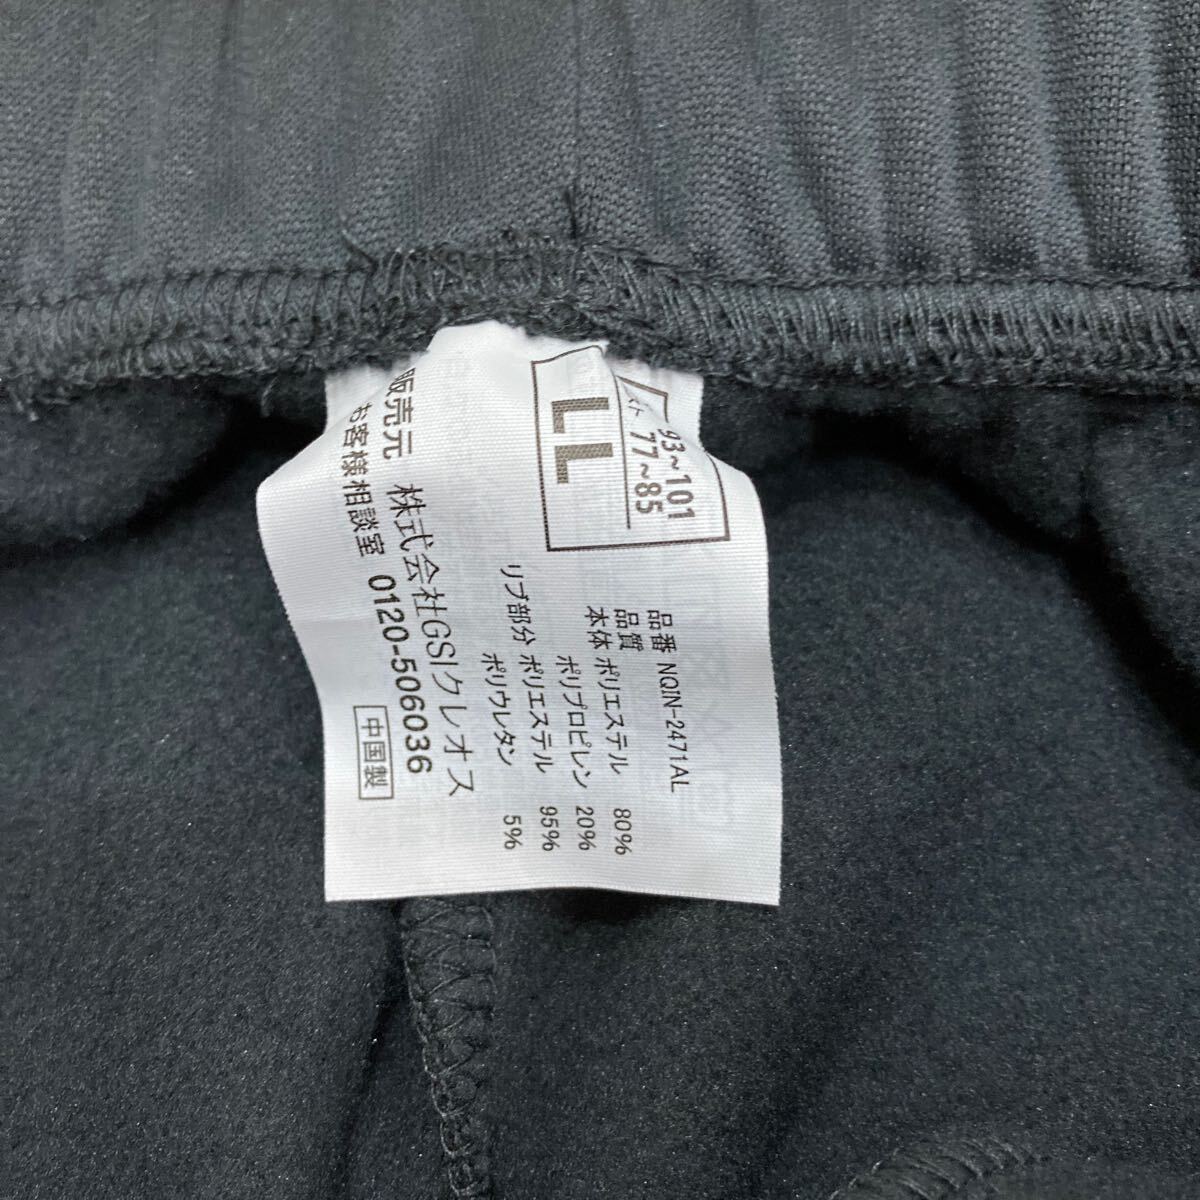 LL
93~101
77~85
品番 NQIN-2471AL
品質
本体 ポリエステル 80%
ポリプロピレン 20%
リブ部分 ポリエステル 95%
ポリウレタン 5%
販売元 株式会社GSIクレオス
お客様相談室 0120-506036
中国製